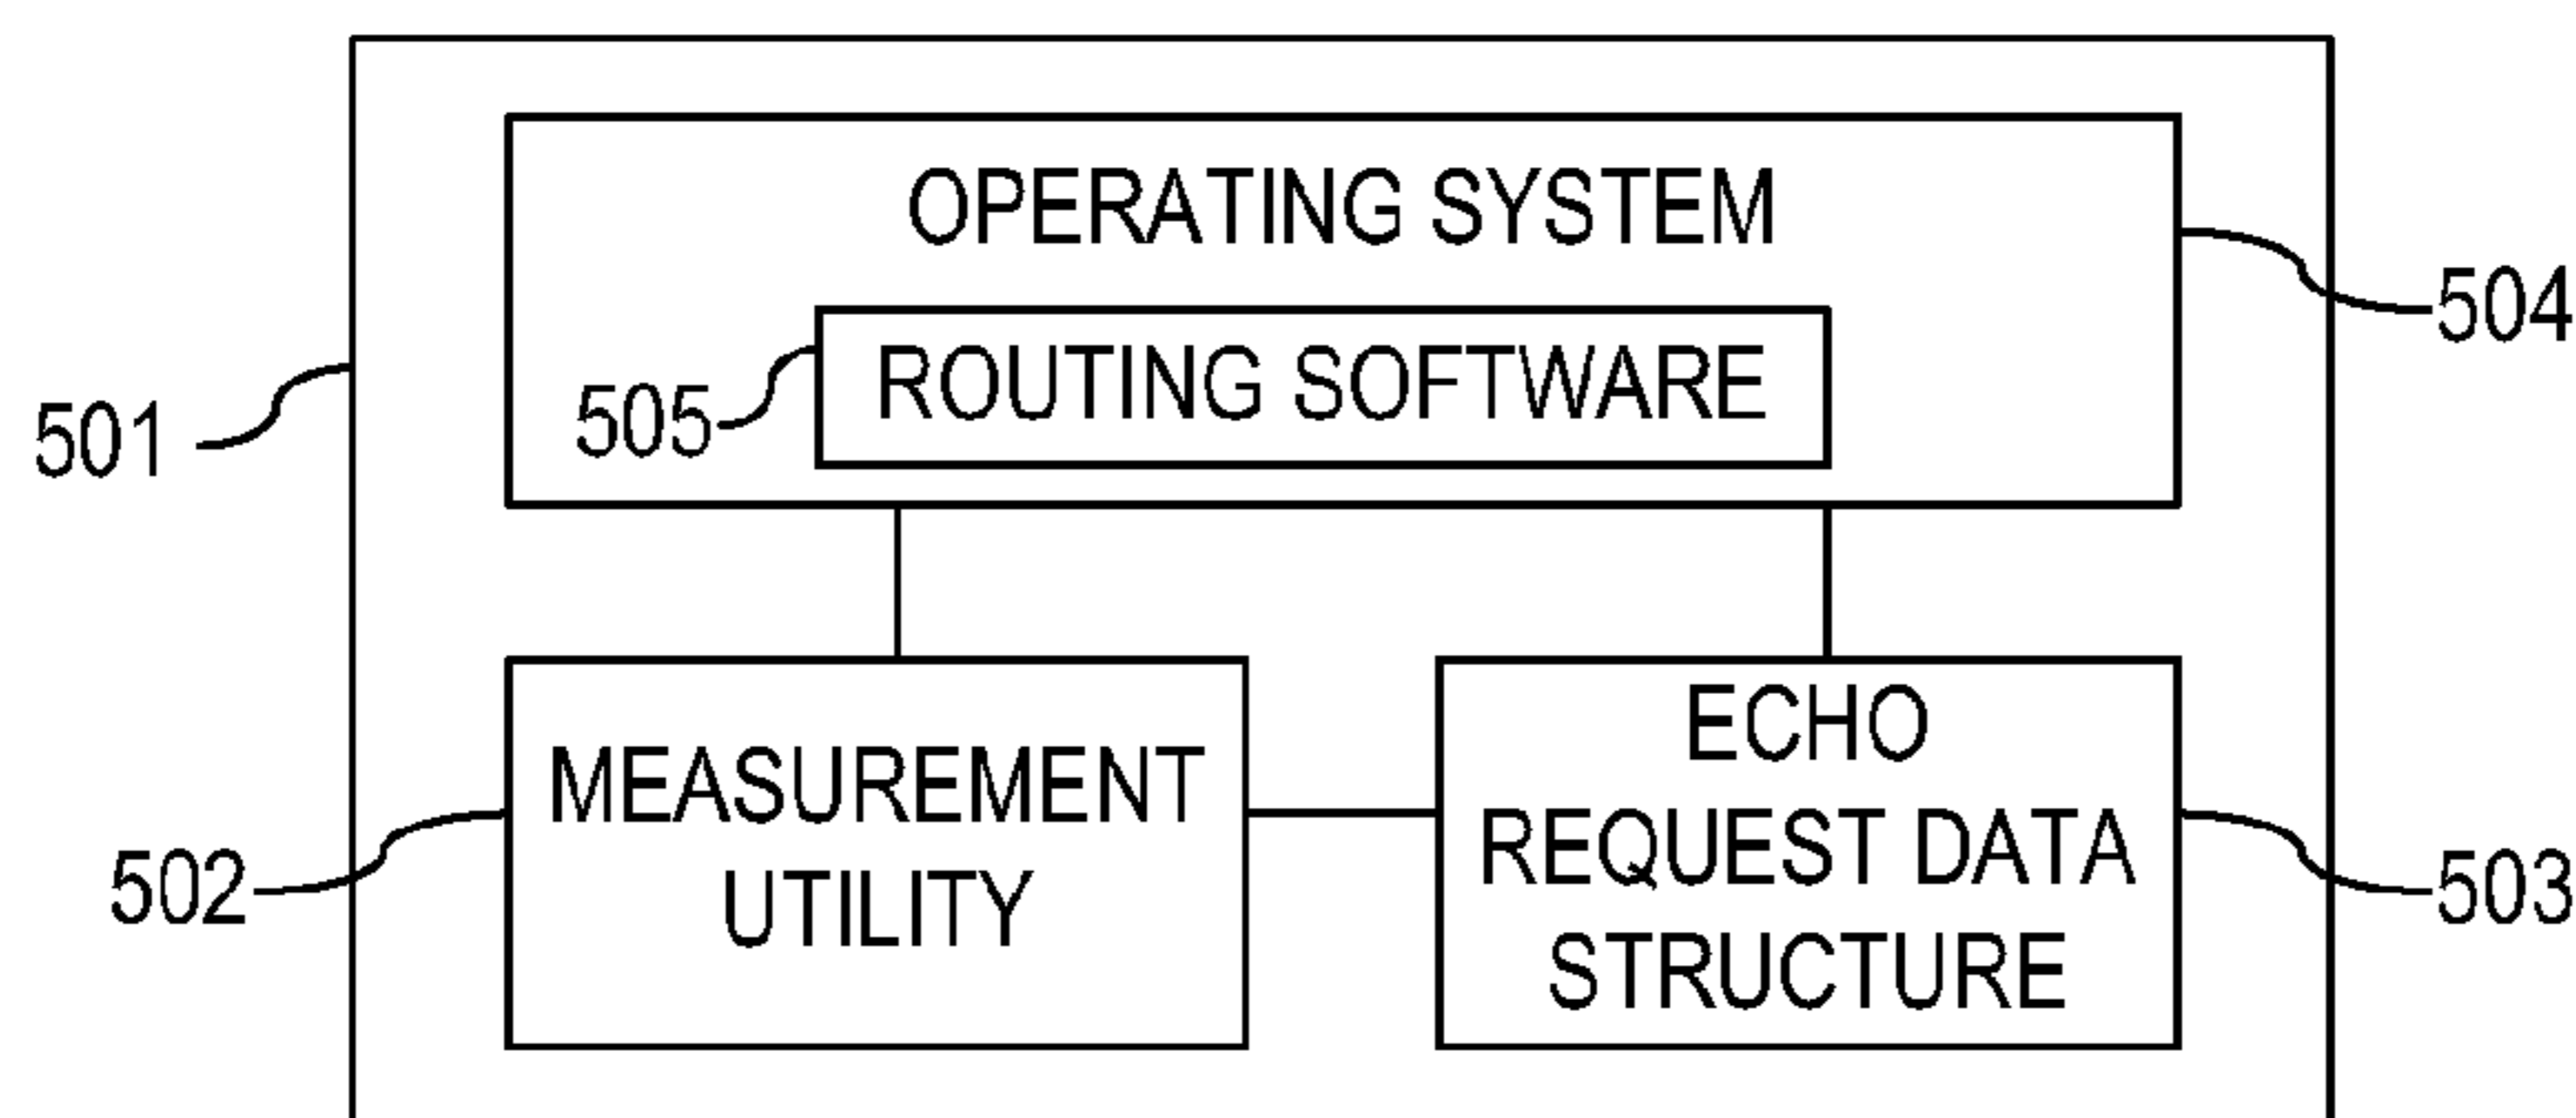 OPERATING SYSTEM
504
ROUTING SOFTWARE
505
501
ECHO
MEASUREMENT
REQUEST DATA
UTILITY
STRUCTURE
502
503